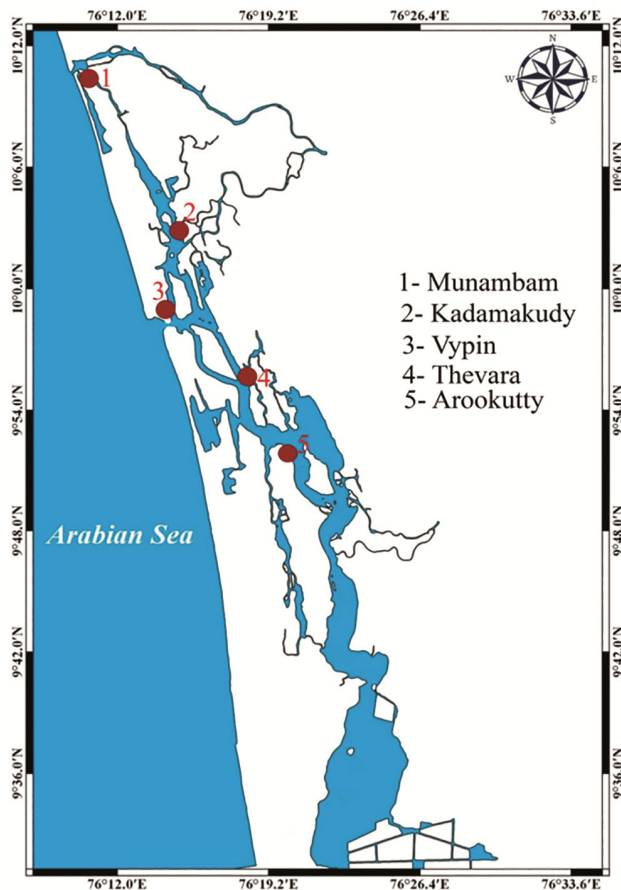 76°12.0'E 76°19.2'E 76°26.4'E 76°33.6'E
10°12.0'N 10°12.0'N
N
W E
S
1
10°6.0'N 10°6.0'N
2
10°0.0'N 10°0.0'N
3
1- Munambam
2- Kadamakudy
3- Vypin
4- Thevara
5- Arookutty
4
9°54.0'N 9°54.0'N
5
Arabian Sea
9°48.0'N 9°48.0'N
9°42.0'N 9°42.0'N
9°36.0'N 9°36.0'N
76°12.0'E 76°19.2'E 76°26.4'E 76°33.6'E